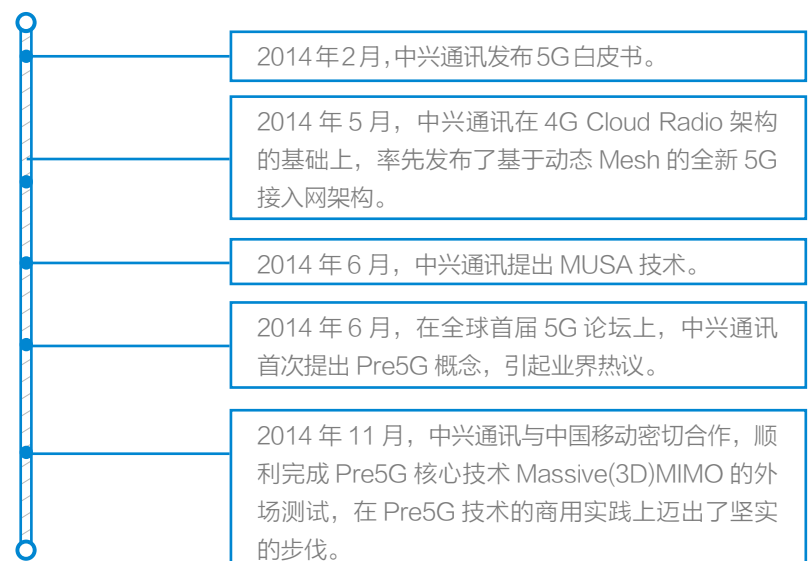 2014年2月,中兴通讯发布5G白皮书。
2014 年 5 月，中兴通讯在 4G Cloud Radio 架构
的基础上，率先发布了基于动态 Mesh 的全新 5G
接入网架构。
2014 年 6 月，中兴通讯提出 MUSA 技术。
2014 年 6 月，在全球首届 5G 论坛上，中兴通讯
首次提出 Pre5G 概念，引起业界热议。
2014 年 11 月，中兴通讯与中国移动密切合作，顺
利完成 Pre5G 核心技术 Massive(3D)MIMO 的外
场测试，在 Pre5G 技术的商用实践上迈出了坚实
的步伐。